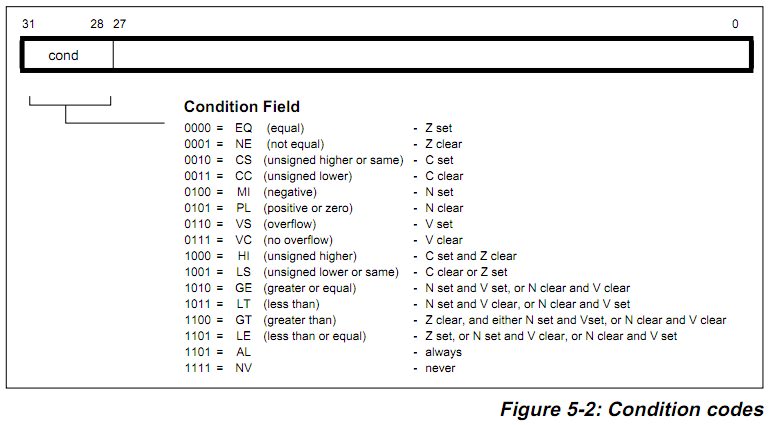 31 28 27 0
cond
Condition Field
0000 = EQ (equal) - Z set
0001 = NE (not equal) - Z clear
0010 = CS (unsigned higher or same) - C set
0011 = CC (unsigned lower) - C clear
0100 = MI (negative) - N set
0101 = PL (positive or zero) - N clear
0110 = VS (overflow) - V set
0111 = VC (no overflow) - V clear
1000 = HI (unsigned higher) - C set and Z clear
1001 = LS (unsigned lower or same) - C clear or Z set
1010 = GE (greater or equal) - N set and V set, or N clear and V clear
1011 = LT (less than) - N set and V clear, or N clear and V set
1100 = GT (greater than) - Z clear, and either N set and Vset, or N clear and V clear
1101 = LE (less than or equal) - Z set, or N set and V clear, or N clear and V set
1101 = AL - always
1111 = NV - never
Figure 5-2: Condition codes